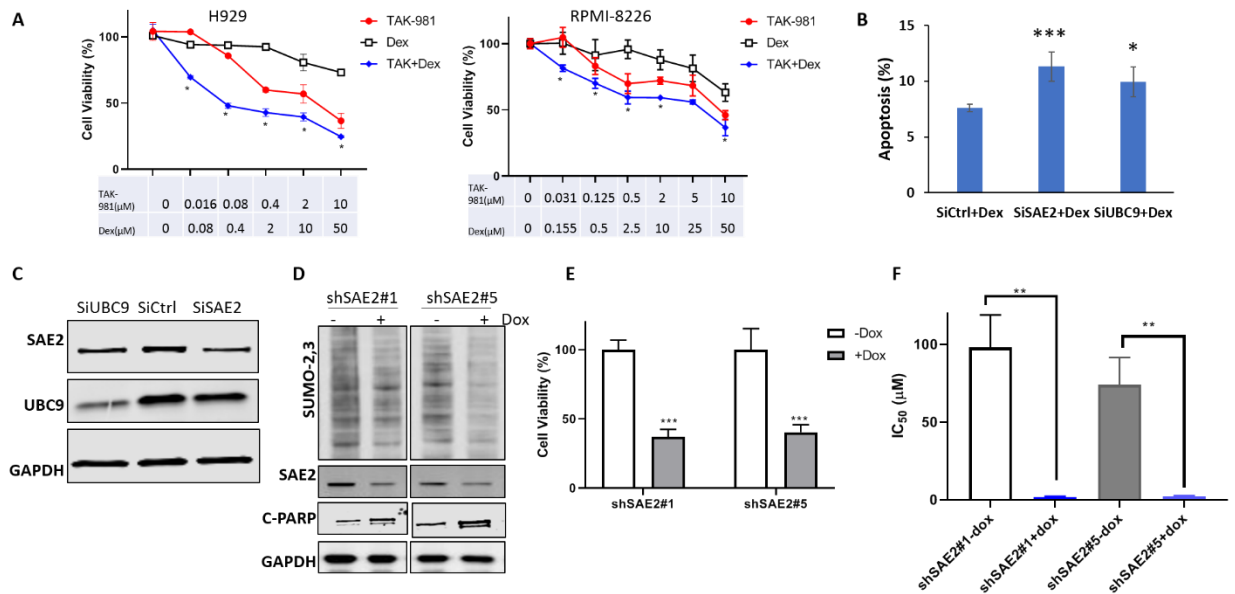 A
H929
Cell Viability (%)
100
50
0
TAK-981
Dex
TAK+Dex
* * * * *
TAK-
981(μM) 0 0.016 0.08 0.4 2 10
Dex(μM) 0 0.08 0.4 2 10 50
RPMI-8226
Cell Viability (%)
100
50
0
TAK-981
Dex
TAK+Dex
* * * * *
TAK-
981(μM) 0 0.031 0.125 0.5 2 5 10
Dex(μM) 0 0.155 0.5 2.5 10 25 50
B
Apoptosis (%)
15
10
5
0
*** *
SiCtrl+Dex SiSAE2+Dex SiUBC9+Dex
C
SiUBC9 SiCtrl SiSAE2
SAE2
UBC9
GAPDH
D
shSAE2#1 shSAE2#5
- + - + Dox
SUMO-2,3
SAE2
C-PARP
GAPDH
E
Cell Viability (%)
100
50
0
-Dox
+Dox
*** ***
shSAE2#1 shSAE2#5
F
IC50 (μM)
150
100
50
0
** **
shSAE2#1-dox
shSAE2#1+dox
shSAE2#5-dox
shSAE2#5+dox